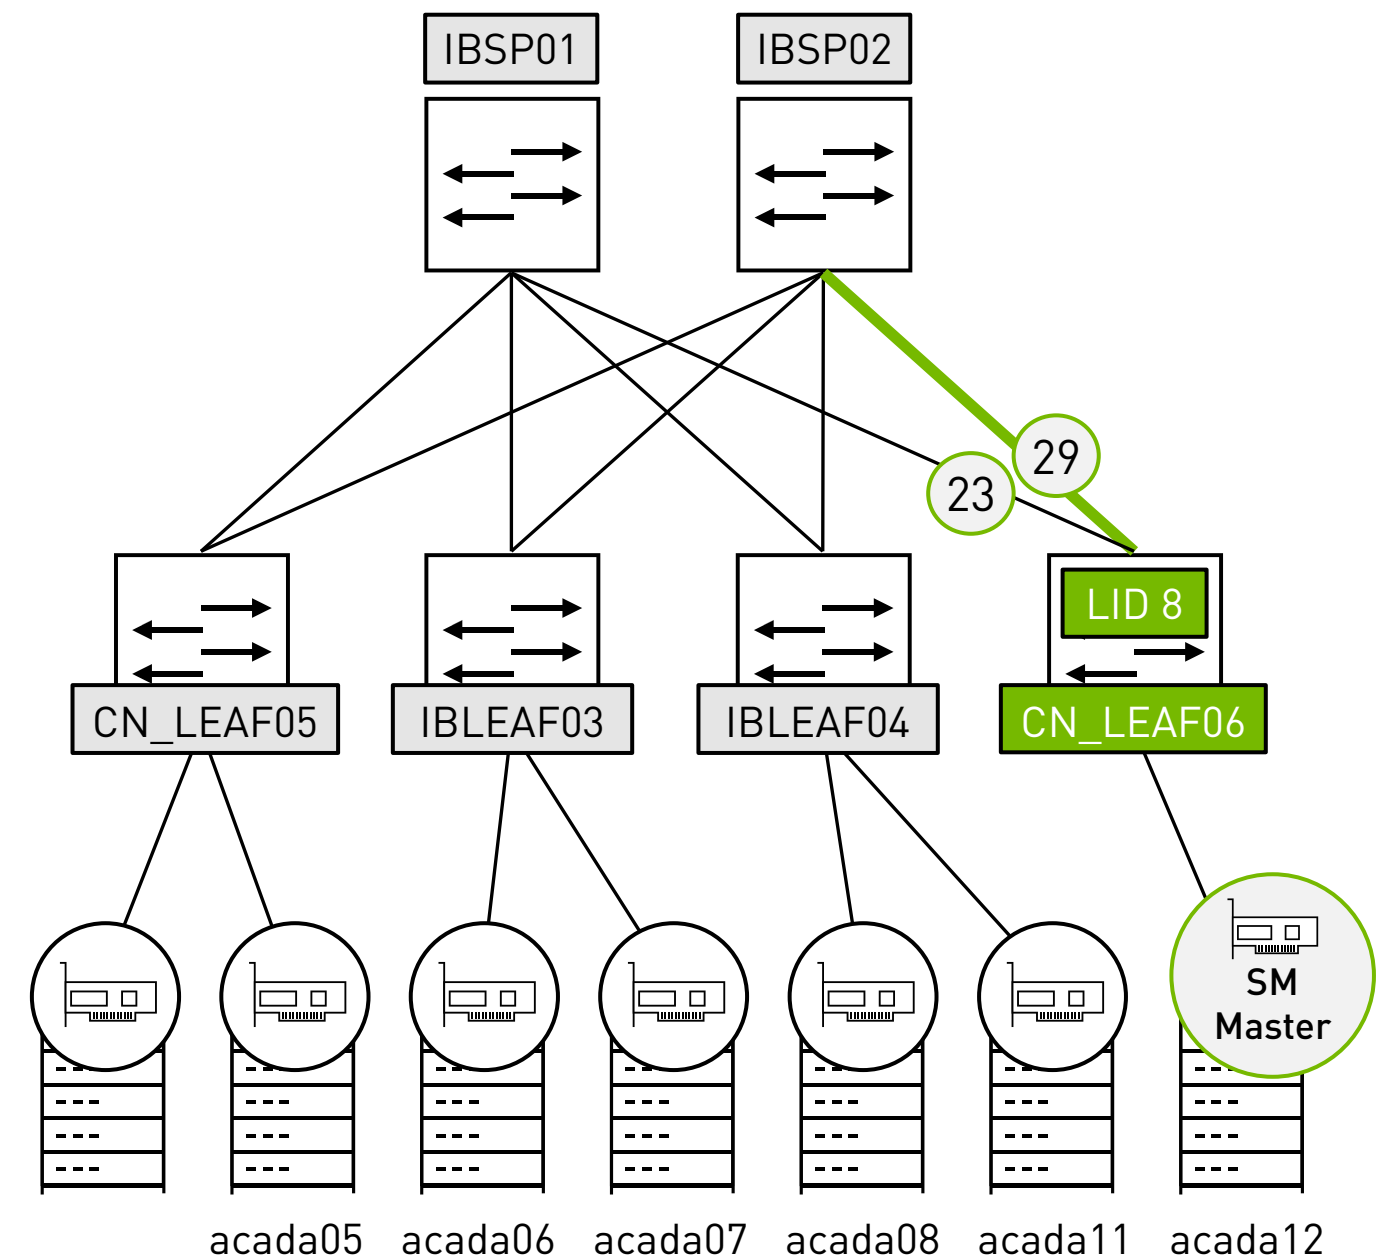 IBSP01
IBSP02
29
23
LID 8
CN_LEAF05
IBLEAF03
IBLEAF04
CN_LEAF06
SM
Master
acada05
acada06
acada07
acada08
acada11
acada12